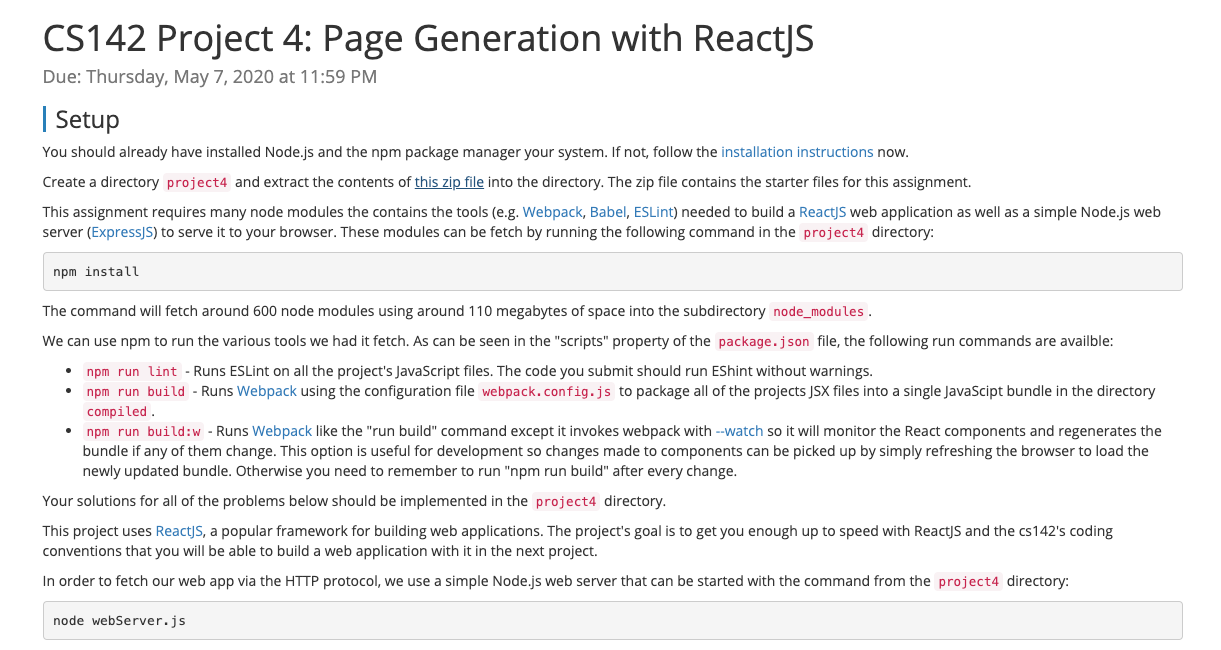 CS142 Project 4: Page Generation with ReactJS
Due: Thursday, May 7, 2020 at 11:59 PM
Setup
You should already have installed Node.js and the npm package manager your system. If not, follow the installation instructions now.
Create a directory project4 and extract the contents of this zip file into the directory. The zip file contains the starter files for this assignment.
This assignment requires many node modules the contains the tools (e.g. Webpack, Babel, ESLint) needed to build a ReactJS web application as well as a simple Node.js web
server (ExpressJS) to serve it to your browser. These modules can be fetch by running the following command in the project4 directory:
npm install
The command will fetch around 600 node modules using around 110 megabytes of space into the subdirectory node_modules.
We can use npm to run the various tools we had it fetch. As can be seen in the "scripts" property of the package.json file, the following run commands are availble:
• npm run lint - Runs ESLint on all the project's JavaScript files. The code you submit should run EShint without warnings.
• npm run build - Runs Webpack using the configuration file webpack.config.js to package all of the projects JSX files into a single JavaScipt bundle in the directory
compiled.
• npm run build:w - Runs Webpack like the "run build" command except it invokes webpack with --watch so it will monitor the React components and regenerates the
bundle if any of them change. This option is useful for development so changes made to components can be picked up by simply refreshing the browser to load the
newly updated bundle. Otherwise you need to remember to run "npm run build" after every change.
Your solutions for all of the problems below should be implemented in the project4 directory.
This project uses ReactJS, a popular framework for building web applications. The project's goal is to get you enough up to speed with ReactJS and the cs142's coding
conventions that you will be able to build a web application with it in the next project.
In order to fetch our web app via the HTTP protocol, we use a simple Node.js web server that can be started with the command from the project4 directory:
node webServer.js